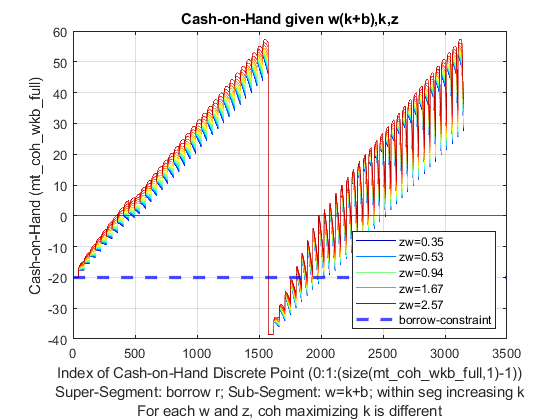 Cash-on-Hand given w(k+b),k,z
60
50
40
30
20
10
0
-10
-20
-30
-40
Cash-on-Hand (mt_coh_wkb_full)
zw=0.35
zw=0.53
zw=0.94
zw=1.67
zw=2.57
borrow-constraint
0 500 1000 1500 2000 2500 3000 3500
Index of Cash-on-Hand Discrete Point (0:1:(size(mt_coh_wkb_full,1)-1))
Super-Segment: borrow r; Sub-Segment: w=k+b; within seg increasing k
For each w and z, coh maximizing k is different